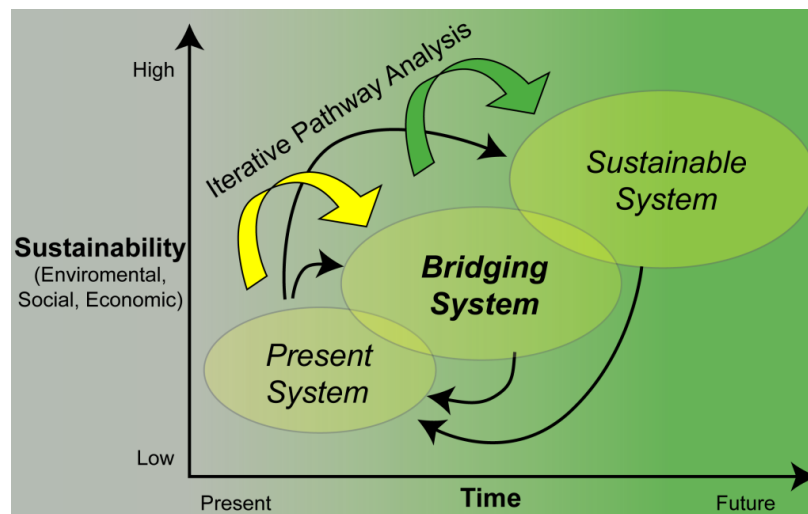 High
Iterative Pathway Analysis
Sustainable
System
Sustainability
(Enviromental,
Social, Economic)
Bridging
System
Present
System
Low
Present
Time
Future